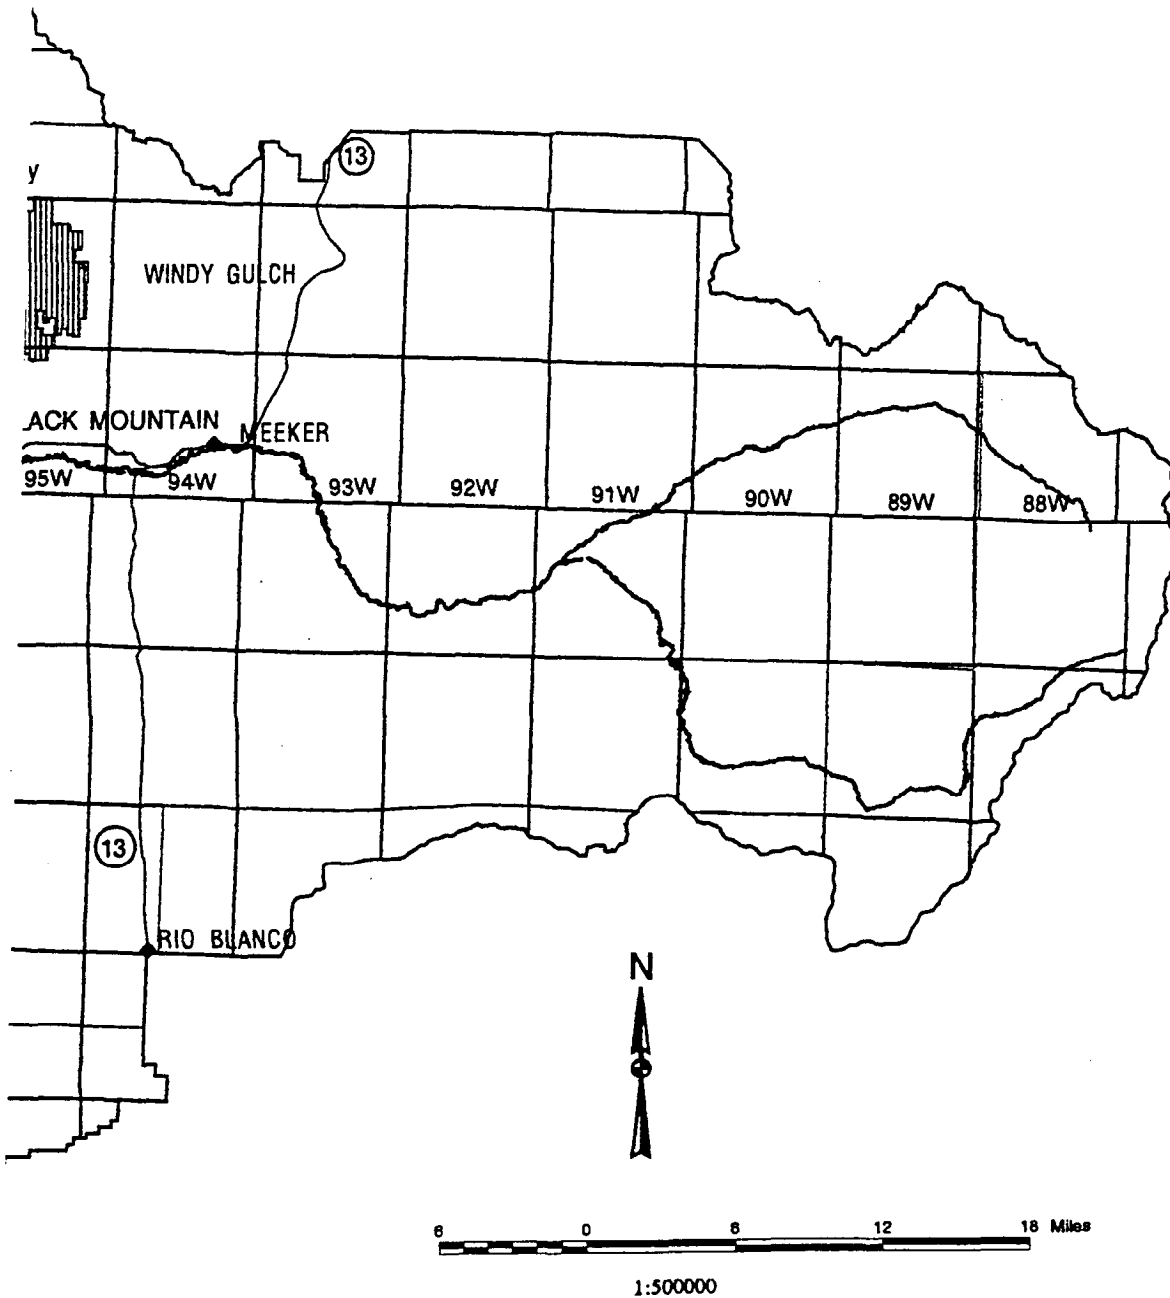 13
y
WINDY GULCH
LACK MOUNTAIN
MEEKER
95W 94W 93W 92W 91W 90W 89W 88W
13
RIO BLANCO
N
6 0 6 12 18 Miles
1:500000